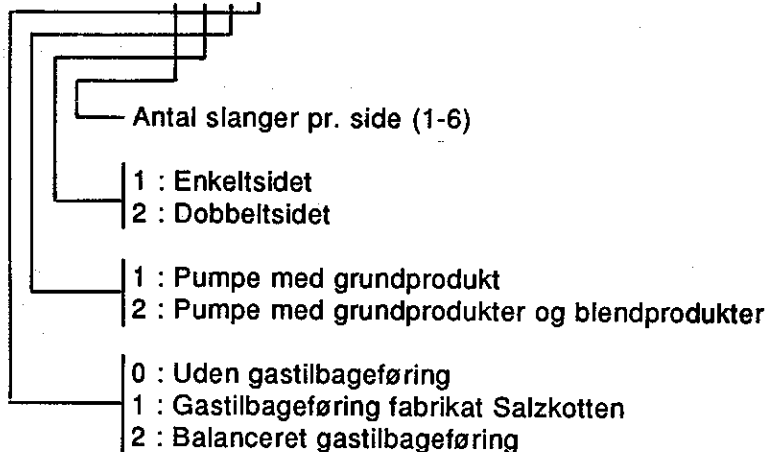 Antal slanger pr. side (1-6)
1 : Enkeltsidet
2 : Dobbeltsidet
1 : Pumpe med grundprodukt
2 : Pumpe med grundprodukter og blendprodukter
0 : Uden gastilbageføring
1 : Gastilbageføring fabrikat Salzkotten
2 : Balanceret gastilbageføring